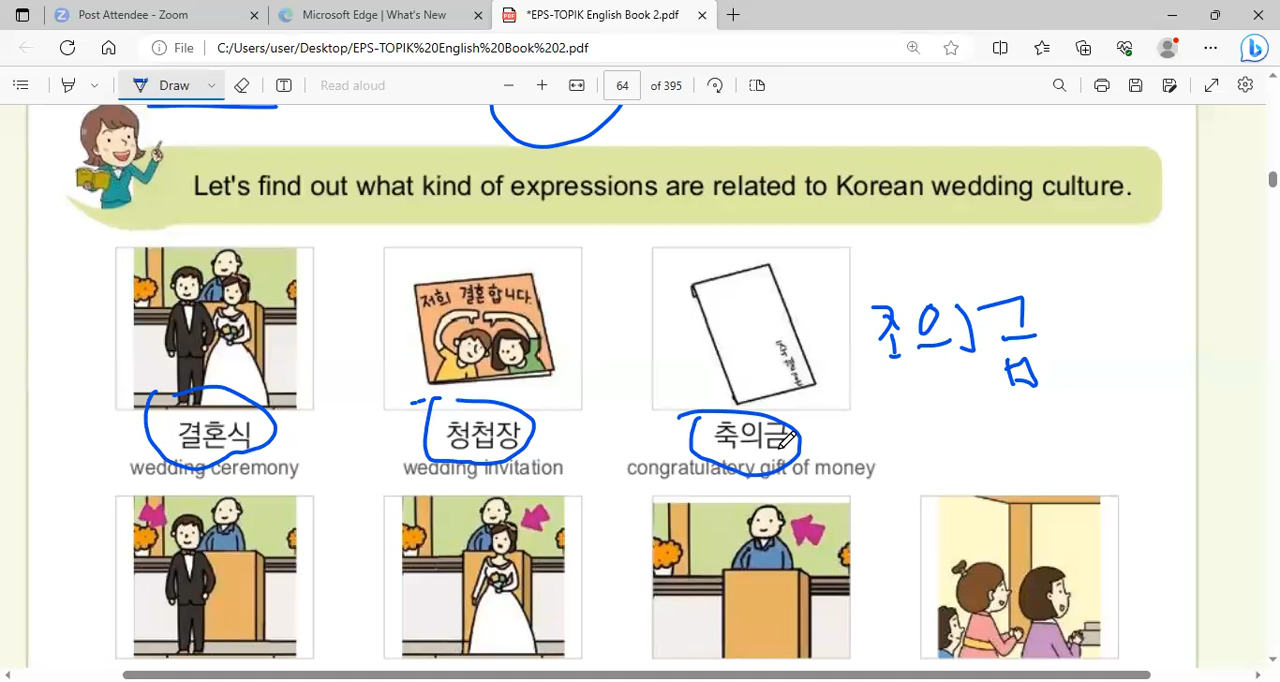 Post Attendee - Zoom
Microsoft Edge | What's New
*EPS-TOPIK English Book 2.pdf
File
C:/Users/user/Desktop/EPS-TOPIK%20English%20Book%202.pdf
Draw
Read aloud
64
of 395
Let's find out what kind of expressions are related to Korean wedding culture.
저희 결혼합니다.
조의금
결혼식
청첩장
축의금
wedding ceremony
wedding invitation
congratulatory gift of money